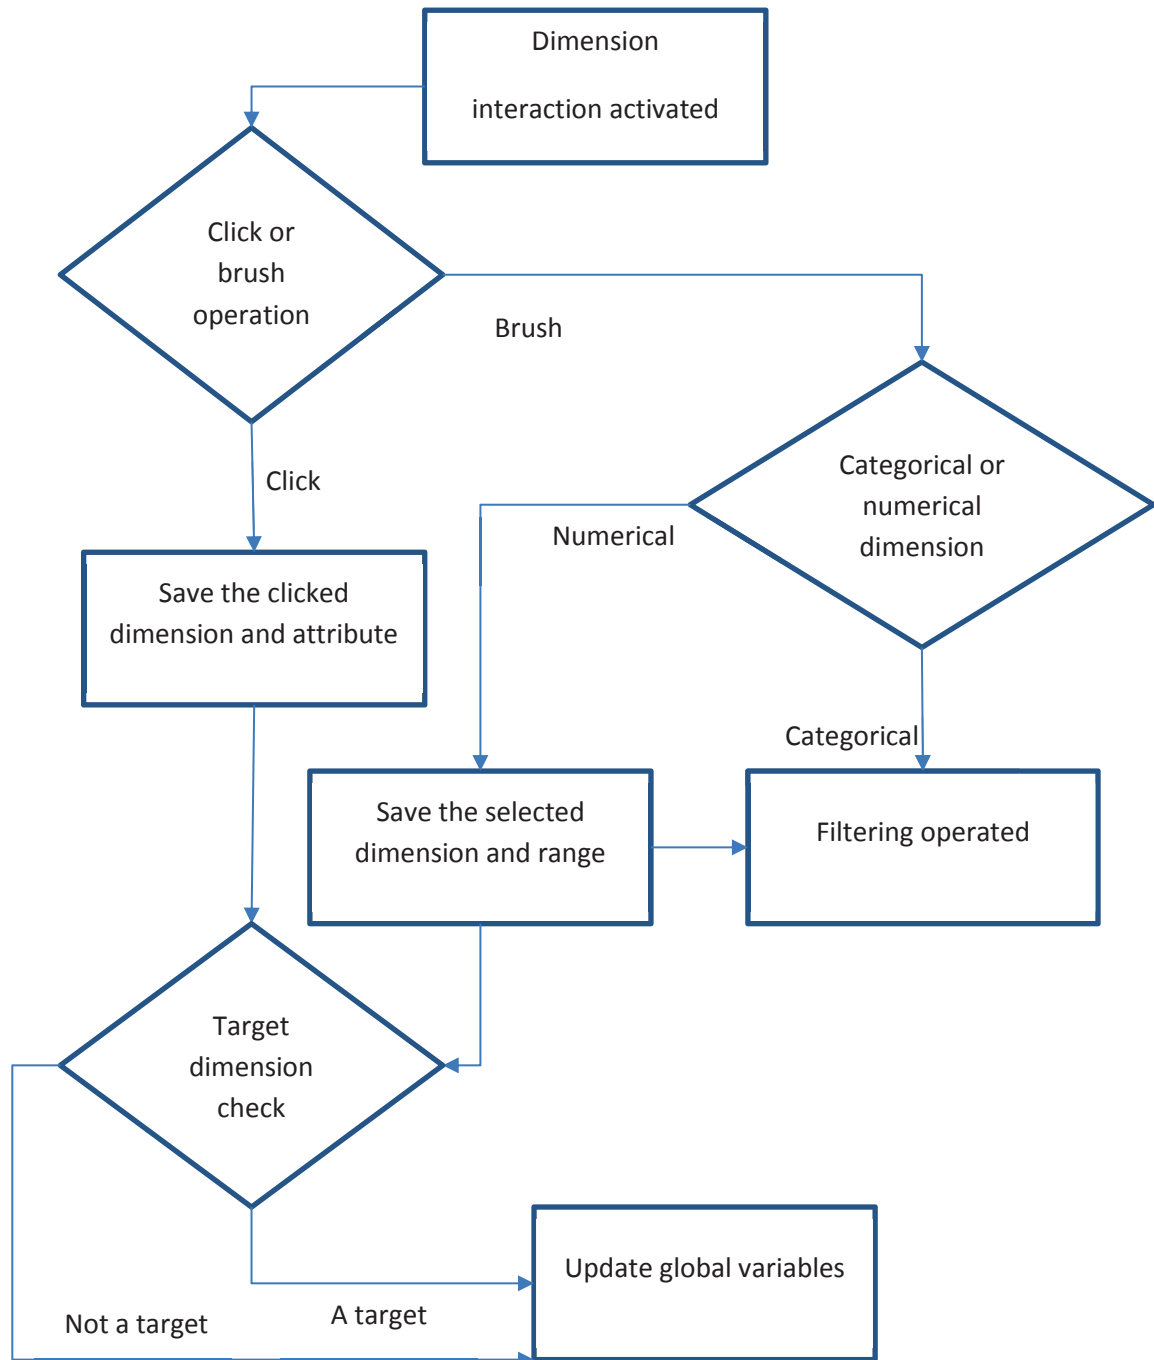 Dimension
interaction activated
Click or
brush
operation
Brush
Click
Categorical or
numerical
dimension
Numerical
Save the clicked
dimension and attribute
Categorical
Save the selected
dimension and range
Filtering operated
Target
dimension
check
Update global variables
A target
Not a target